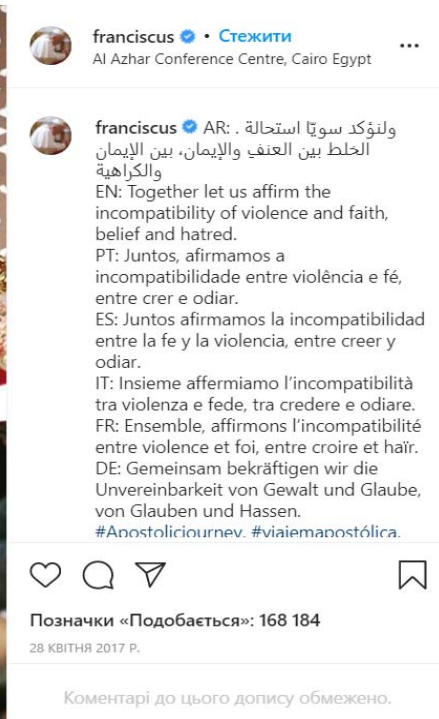 franciscus • Стежити
Al Azhar Conference Centre, Cairo Egypt
franciscus AR: . ولنؤكد سويّا استحالة
الخلط بين العنف والإيمان، بين الإيمان
والكراهية
EN: Together let us affirm the
incompatibility of violence and faith,
belief and hatred.
PT: Juntos, afirmamos a
incompatibilidade entre violência e fé,
entre crer e odiar.
ES: Juntos afirmamos la incompatibilidad
entre la fe y la violencia, entre creer y
odiar.
IT: Insieme affermiamo l’incompatibilità
tra violenza e fede, tra credere e odiare.
FR: Ensemble, affirmons l’incompatibilité
entre violence et foi, entre croire et haïr.
DE: Gemeinsam bekräftigen wir die
Unvereinbarkeit von Gewalt und Glaube,
von Glauben und Hassen.
#Apostolicjourney, #viajemapostólica,
Позначки «Подобається»: 168 184
28 КВІТНЯ 2017 Р.
Коментарі до цього допису обмежено.